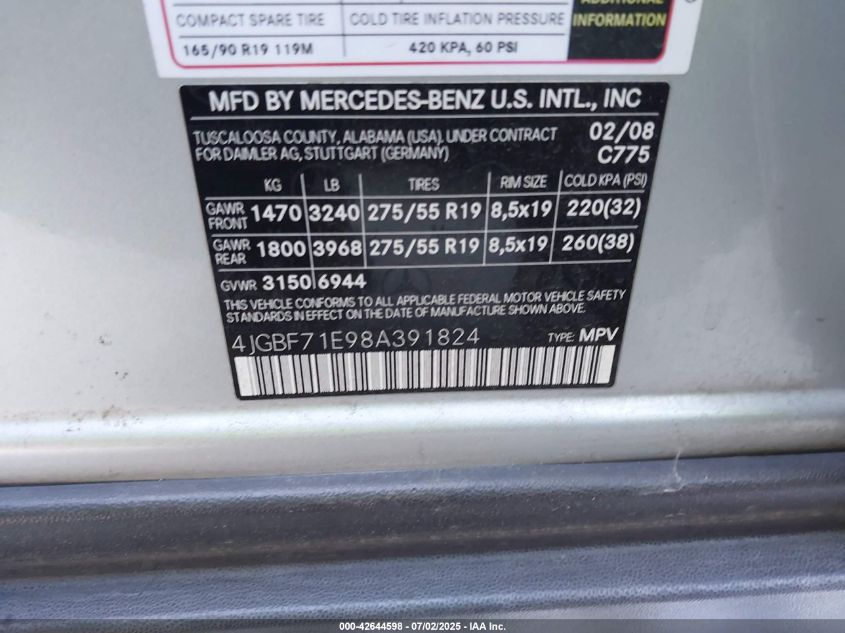 ADDITIONAL
INFORMATION
COMPACT SPARE TIRE COLD TIRE INFLATION PRESSURE
165/90 R19 119M 420 KPA, 60 PSI
MFD BY MERCEDES-BENZ U.S. INTL., INC
TUSCALOOSA COUNTY, ALABAMA (USA). UNDER CONTRACT 02/08
FOR DAIMLER AG, STUTTGART (GERMANY) C775
KG LB TIRES RIM SIZE COLD KPA (PSI)
GAWR FRONT 1470 3240 275/55 R19 8,5x19 220(32)
GAWR REAR 1800 3968 275/55 R19 8,5x19 260(38)
GVWR 3150 6944
THIS VEHICLE CONFORMS TO ALL APPLICABLE FEDERAL MOTOR VEHICLE SAFETY
STANDARDS IN EFFECT ON THE DATE OF MANUFACTURE SHOWN ABOVE.
4JGBF71E98A391824 TYPE: MPV
000-42644598 - 07/02/2025 - IAA Inc.